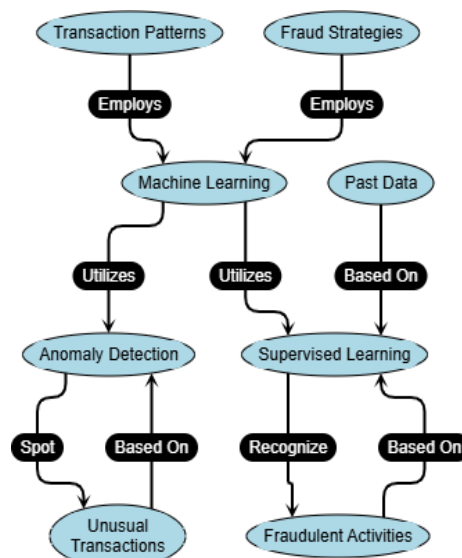 Transaction Patterns
Fraud Strategies
Employs
Employs
Machine Learning
Past Data
Utilizes
Utilizes
Based On
Anomaly Detection
Supervised Learning
Spot
Based On
Recognize
Based On
Unusual
Transactions
Fraudulent Activities